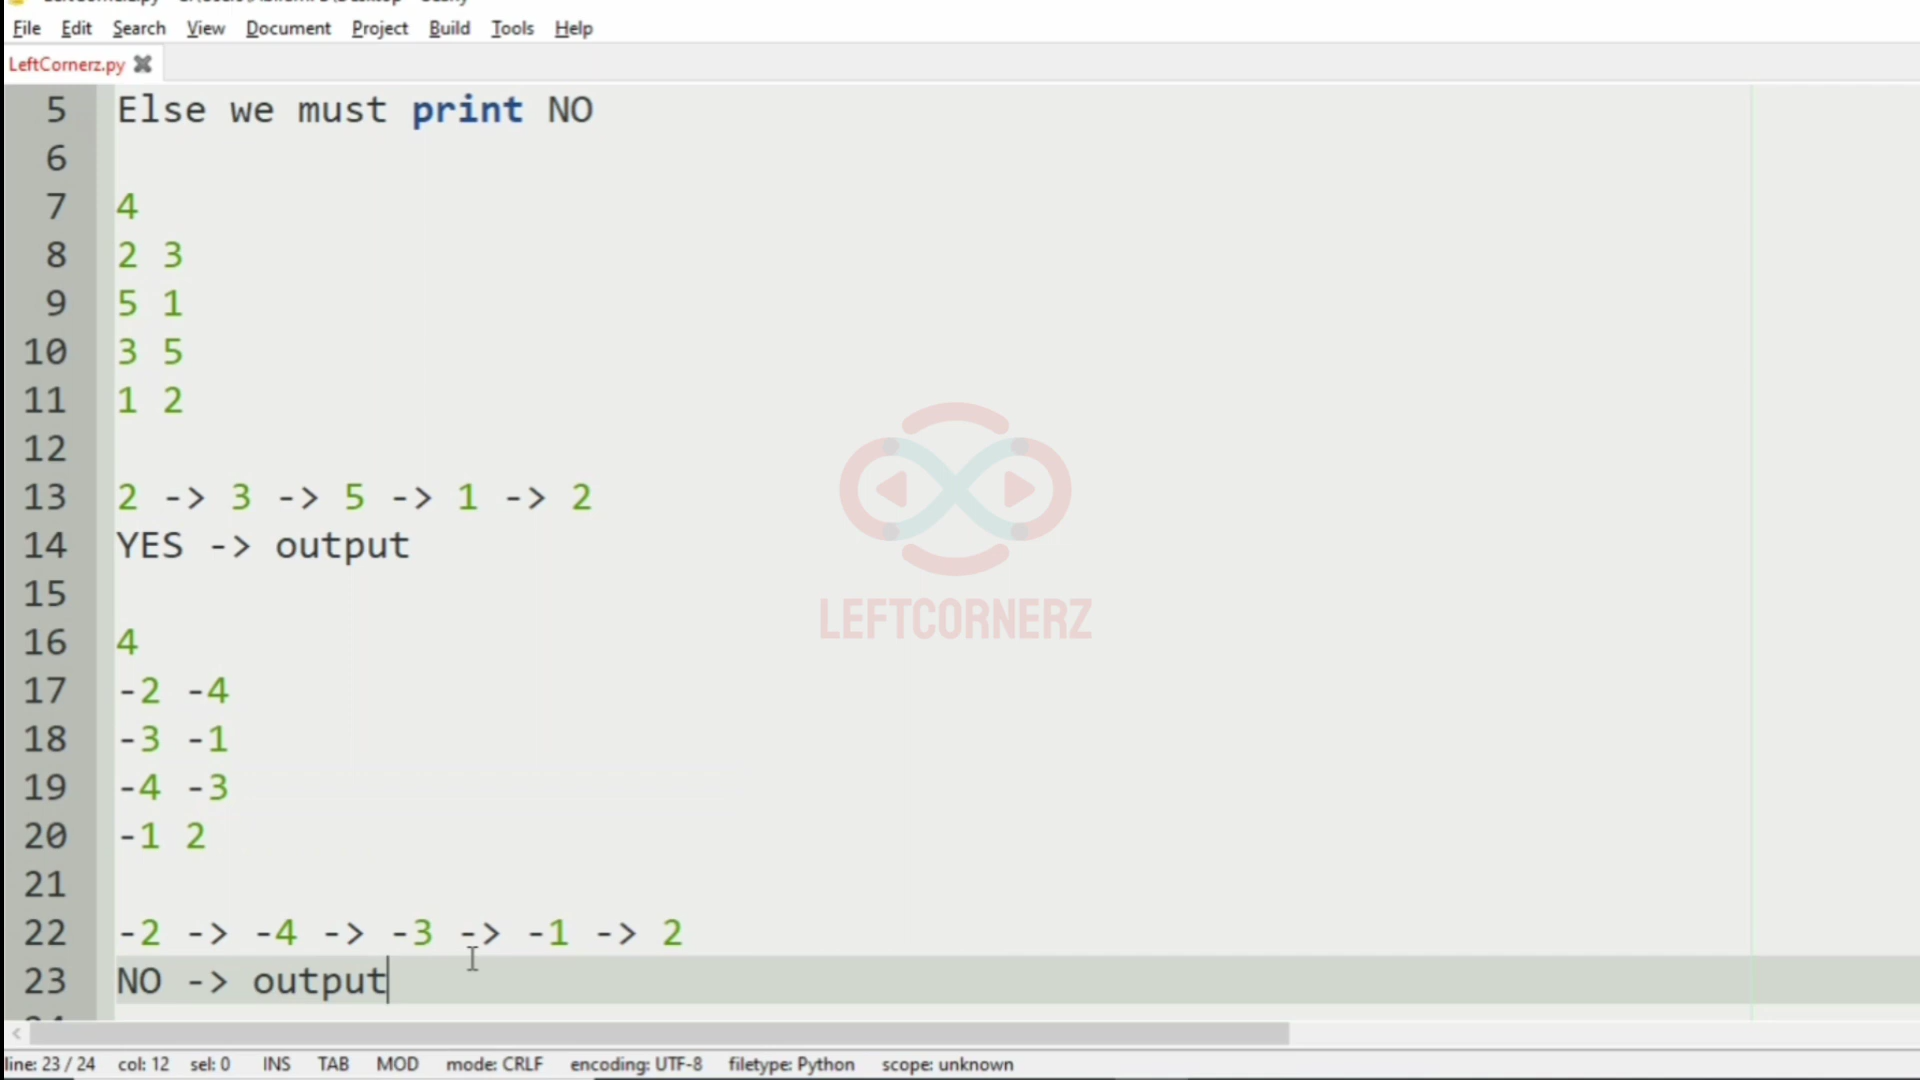 File Edit Search View Document Project Build Tools Help
LeftCornerz.py
5 Else we must print NO
6
7 4
8 2 3
9 5 1
10 3 5
11 1 2
12
13 2 -> 3 -> 5 -> 1 -> 2
14 YES -> output
15
16 4
17 -2 -4
18 -3 -1
19 -4 -3
20 -1 2
21
22 -2 -> -4 -> -3 -> -1 -> 2
23 NO -> output
LEFTCORNERZ
line: 23 / 24 col: 12 sel: 0 INS TAB MOD mode: CRLF encoding: UTF-8 filetype: Python scope: unknown